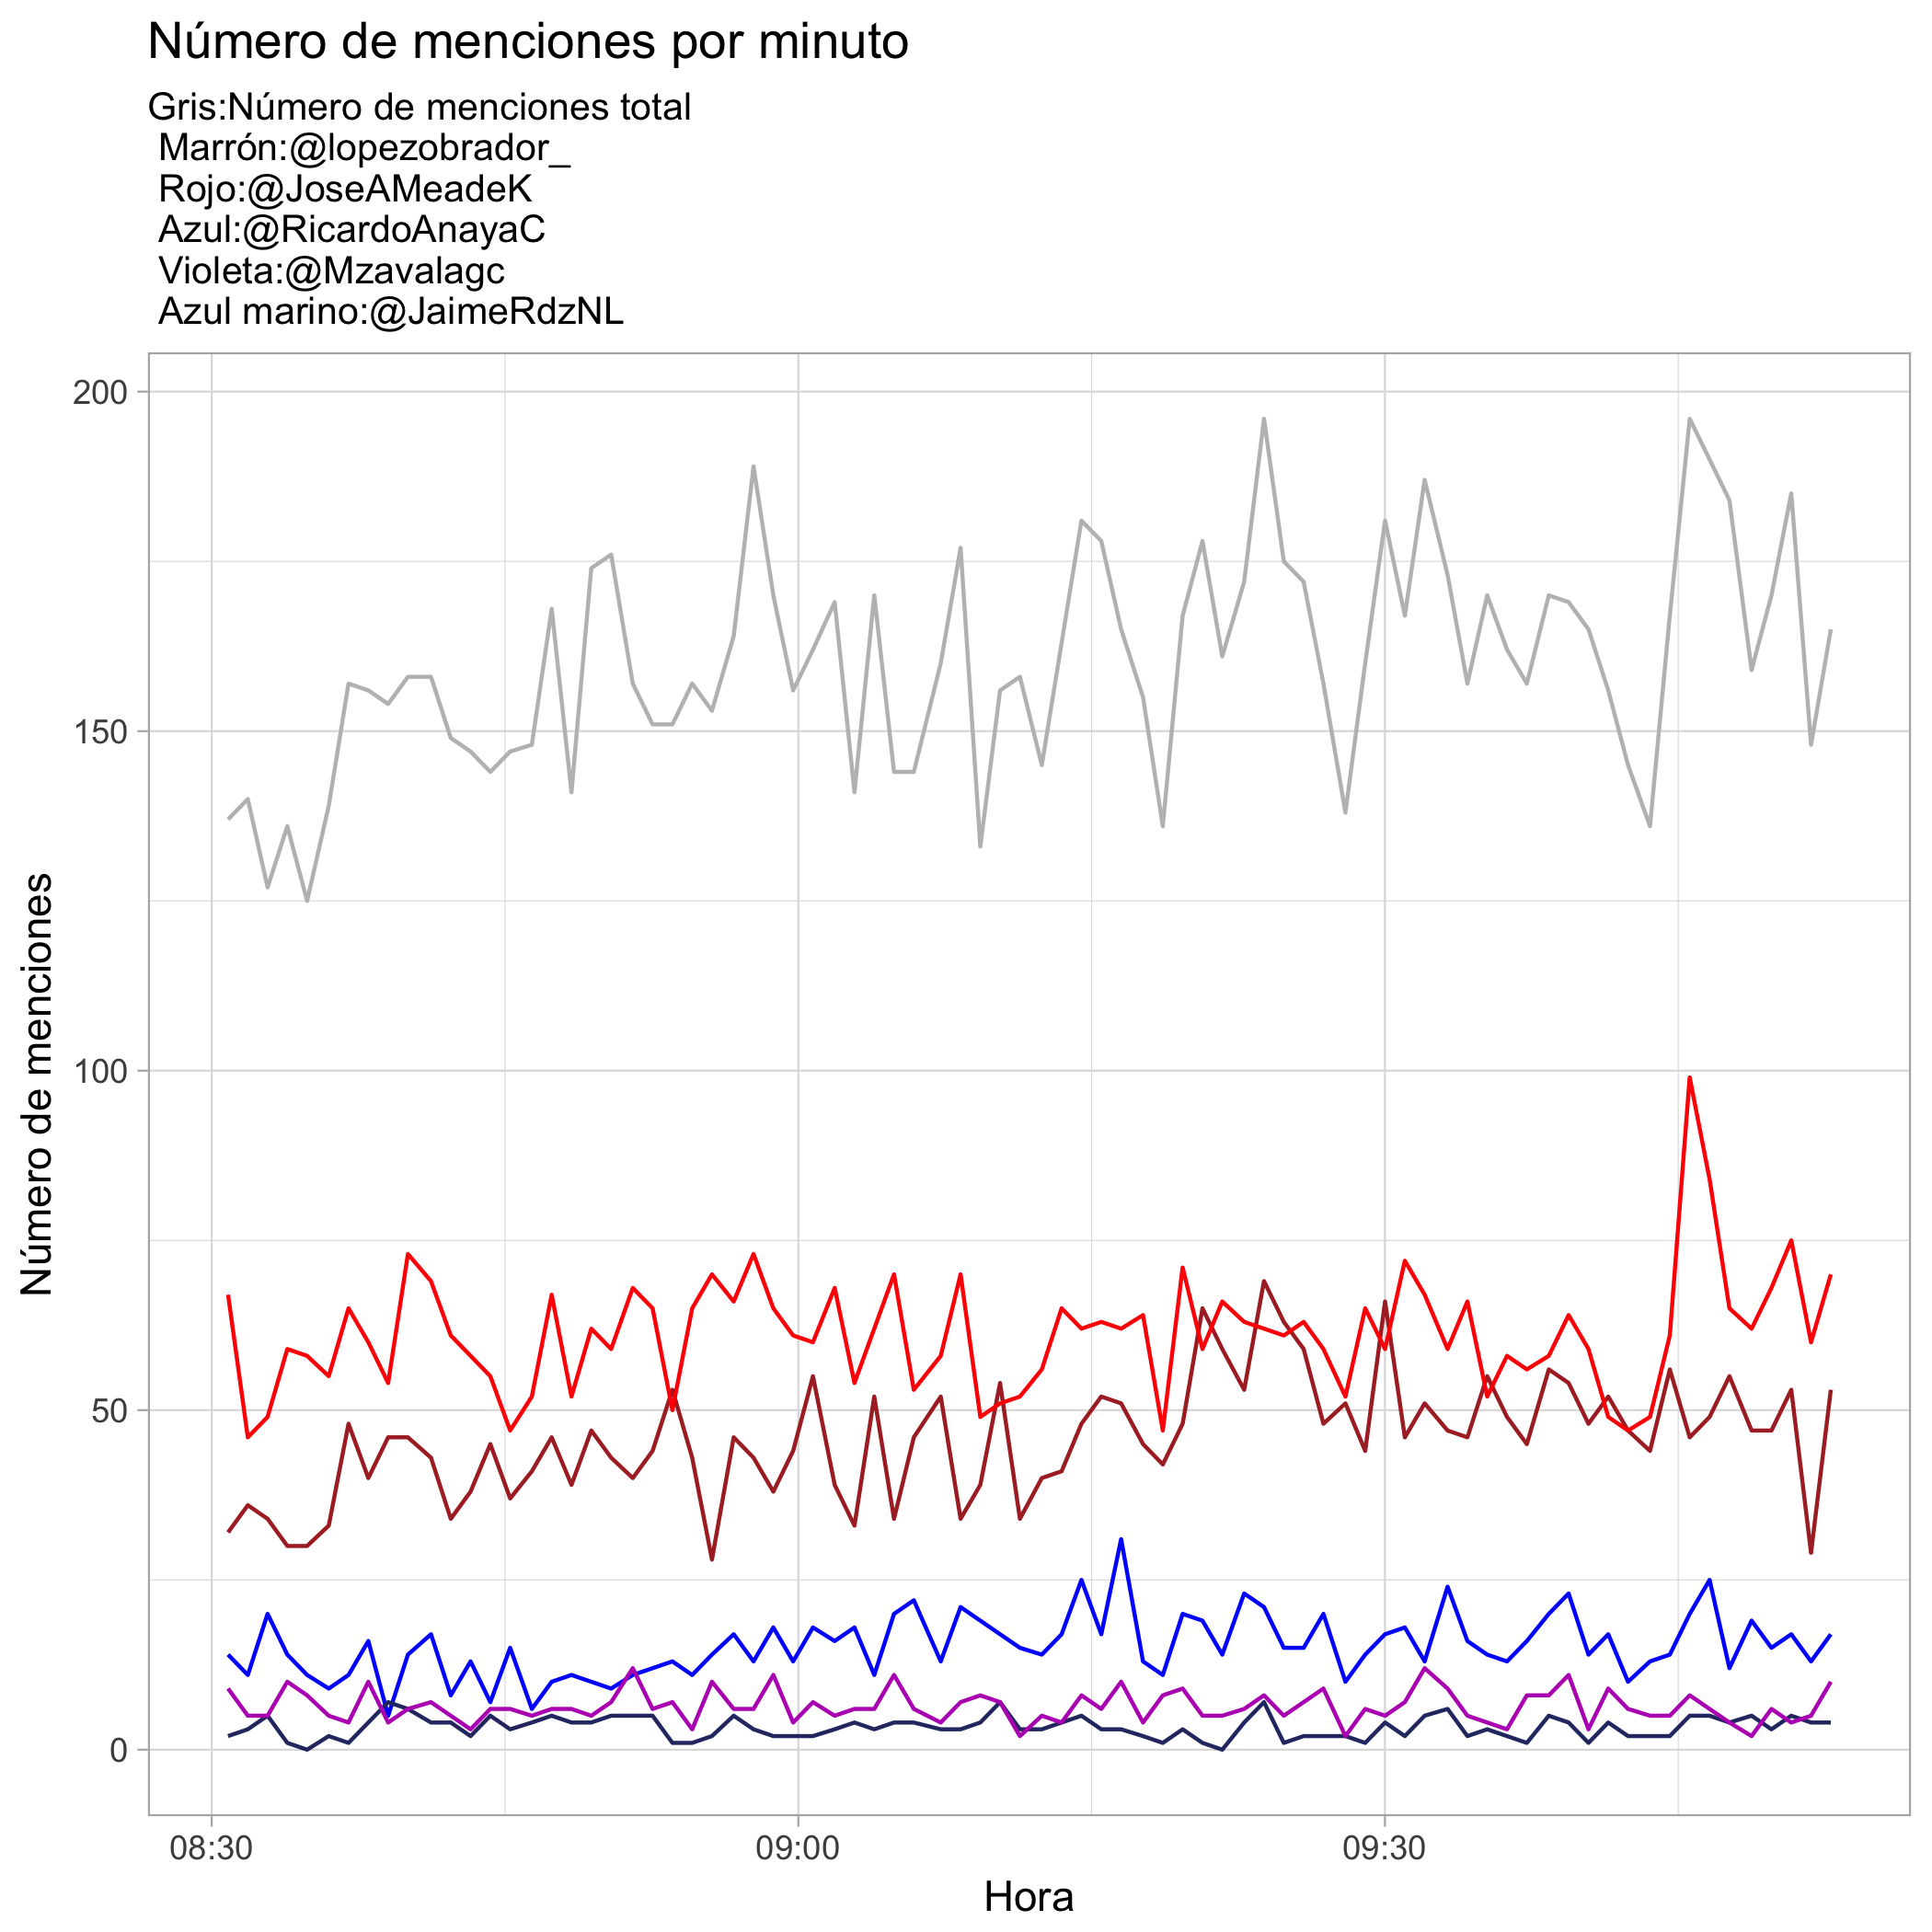 Número de menciones por minuto
Gris:Número de menciones total
Marrón:@lopezobrador_
Rojo:@JoseAMeadeK
Azul:@RicardoAnayaC
Violeta:@Mzavalagc
Azul marino:@JaimeRdzNL
200
150
100
50
0
Número de menciones
08:30
09:00
09:30
Hora